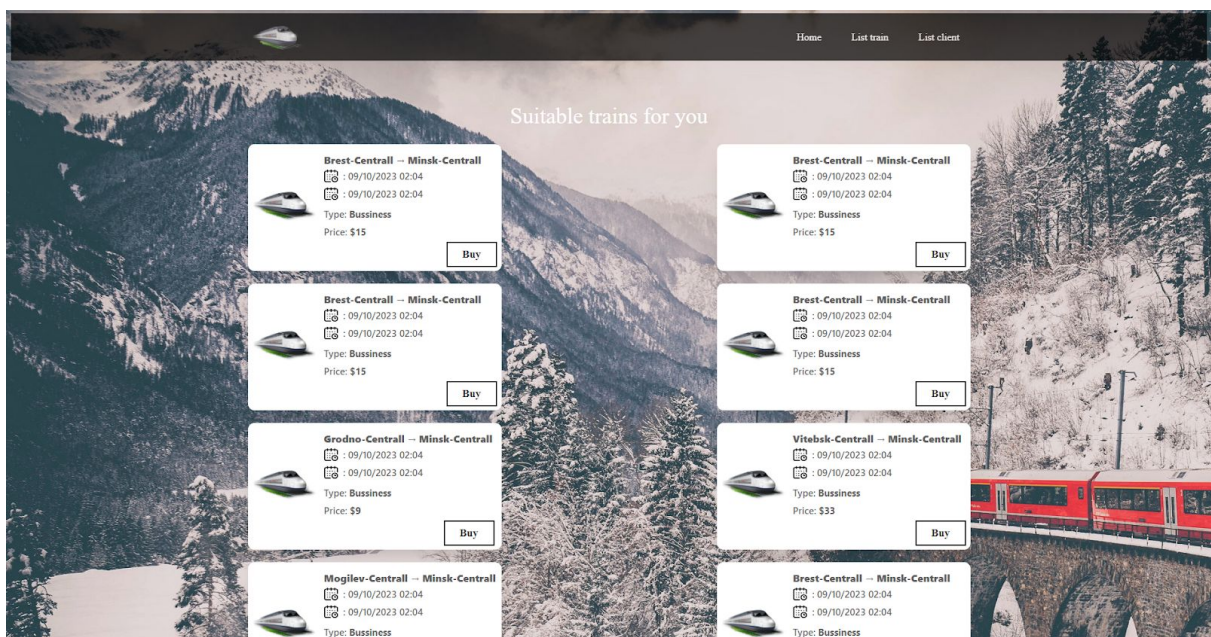 Home List train List client
Suitable trains for you
Brest-Centrall → Minsk-Centrall
: 09/10/2023 02:04
: 09/10/2023 02:04
Type: Bussiness
Price: $15
Buy
Brest-Centrall → Minsk-Centrall
: 09/10/2023 02:04
: 09/10/2023 02:04
Type: Bussiness
Price: $15
Buy
Brest-Centrall → Minsk-Centrall
: 09/10/2023 02:04
: 09/10/2023 02:04
Type: Bussiness
Price: $15
Buy
Brest-Centrall → Minsk-Centrall
: 09/10/2023 02:04
: 09/10/2023 02:04
Type: Bussiness
Price: $15
Buy
Grodno-Centrall → Minsk-Centrall
: 09/10/2023 02:04
: 09/10/2023 02:04
Type: Bussiness
Price: $9
Buy
Vitebsk-Centrall → Minsk-Centrall
: 09/10/2023 02:04
: 09/10/2023 02:04
Type: Bussiness
Price: $33
Buy
Mogilev-Centrall → Minsk-Centrall
: 09/10/2023 02:04
: 09/10/2023 02:04
Type: Bussiness
Brest-Centrall → Minsk-Centrall
: 09/10/2023 02:04
: 09/10/2023 02:04
Type: Bussiness